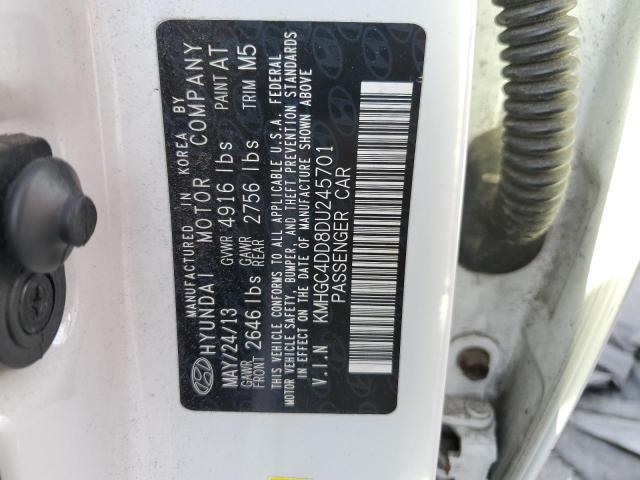 MANUFACTURED IN KOREA BY
HYUNDAI MOTOR COMPANY
MAY/24/13 GVWR 4916 lbs PAINT AT
GAWR FRONT 2646 lbs GAWR REAR 2756 lbs TRIM M5
THIS VEHICLE CONFORMS TO ALL APPLICABLE U.S.A. FEDERAL
MOTOR VEHICLE SAFETY, BUMPER, AND THEFT PREVENTION STANDARDS
IN EFFECT ON THE DATE OF MANUFACTURE SHOWN ABOVE
V.I.N KMHGC4DD8DU245701
PASSENGER CAR